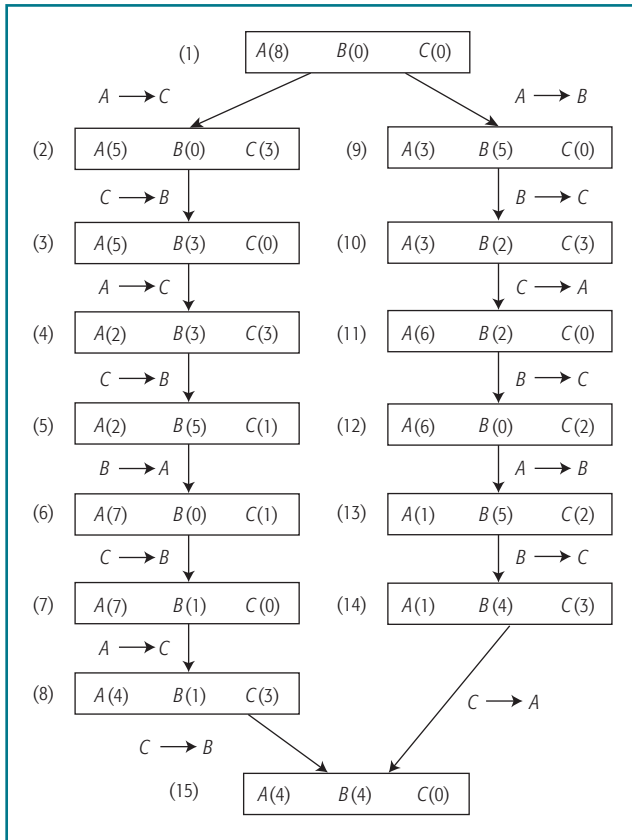 (1) A(8) B(0) C(0)
A → C A → B
(2) A(5) B(0) C(3) (9) A(3) B(5) C(0)
C → B B → C
(3) A(5) B(3) C(0) (10) A(3) B(2) C(3)
A → C C → A
(4) A(2) B(3) C(3) (11) A(6) B(2) C(0)
C → B B → C
(5) A(2) B(5) C(1) (12) A(6) B(0) C(2)
B → A A → B
(6) A(7) B(0) C(1) (13) A(1) B(5) C(2)
C → B B → C
(7) A(7) B(1) C(0) (14) A(1) B(4) C(3)
A → C
(8) A(4) B(1) C(3) C → A
C → B
(15) A(4) B(4) C(0)